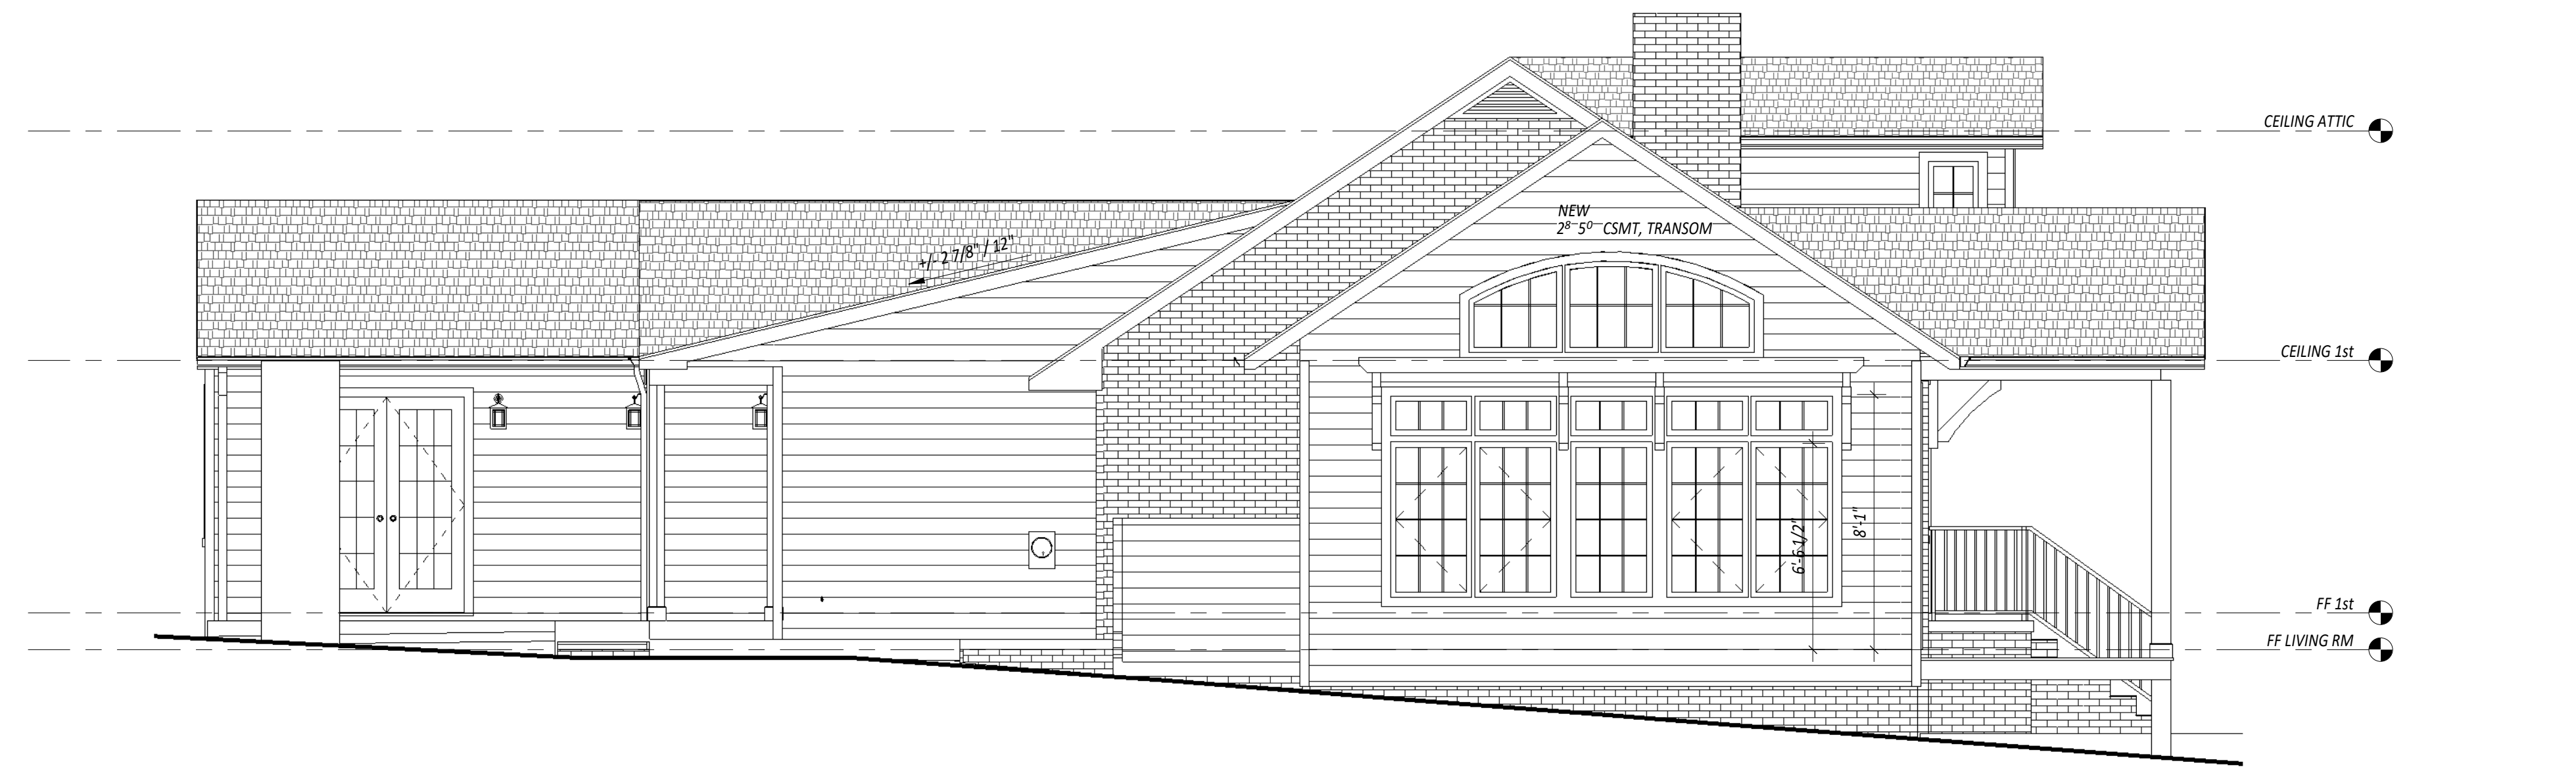 CEILING ATTIC
NEW
2⁸ 5⁰ CSMT, TRANSOM
+/- 2 7/8" / 12"
CEILING 1st
6'-6 1/2"
8'-1"
FF 1st
FF LIVING RM